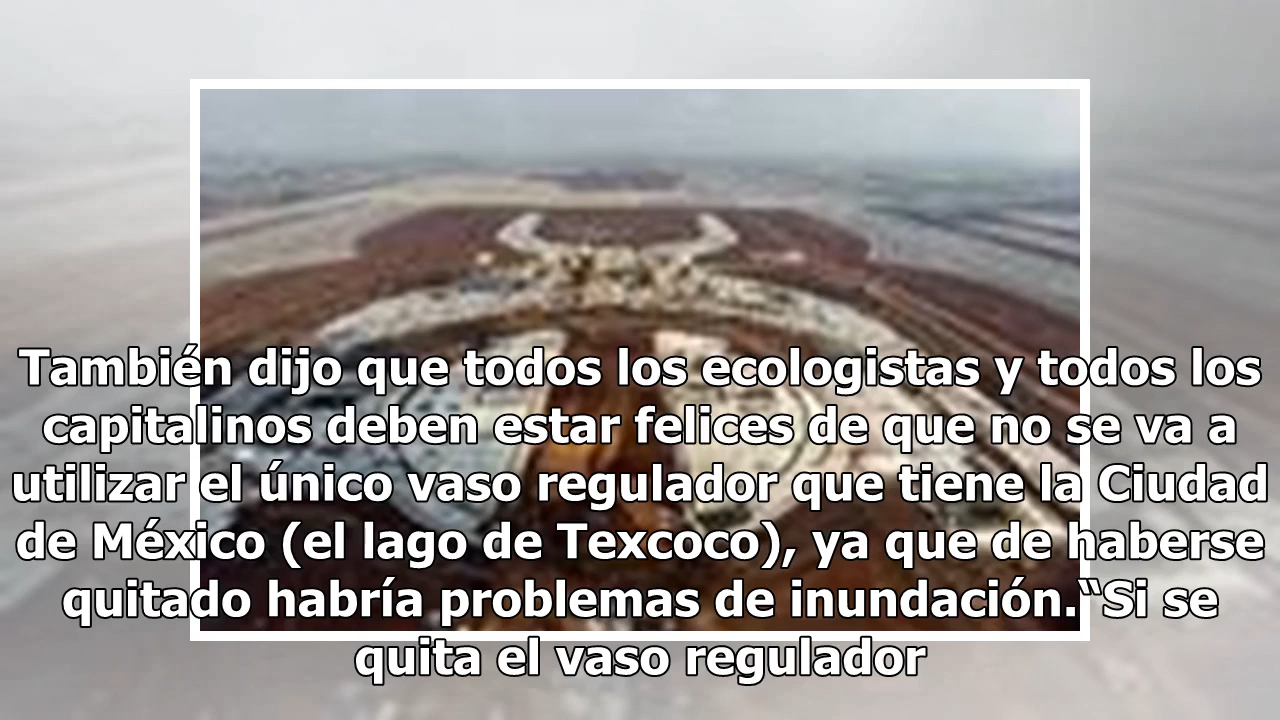 También dijo que todos los ecologistas y todos los
capitalinos deben estar felices de que no se va a
utilizar el único vaso regulador que tiene la Ciudad
de México (el lago de Texcoco), ya que de haberse
quitado habría problemas de inundación.“Si se
quita el vaso regulador